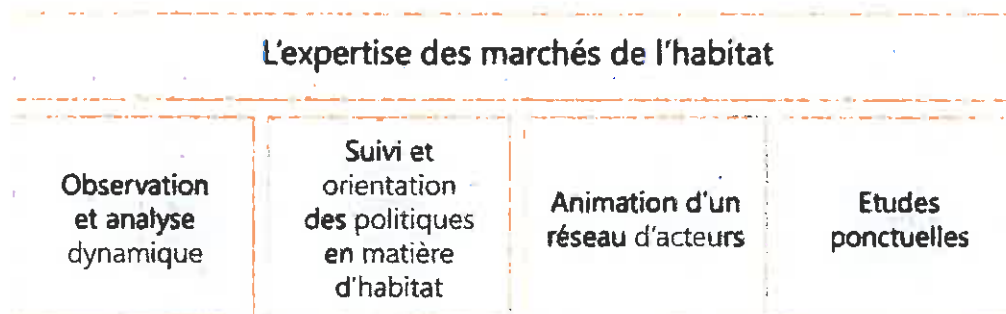 L'expertise des marchés de l'habitat
Observation
et analyse
dynamique
Suivi et
orientation
des politiques
en matière
d'habitat
Animation d'un
réseau d'acteurs
Etudes
ponctuelles